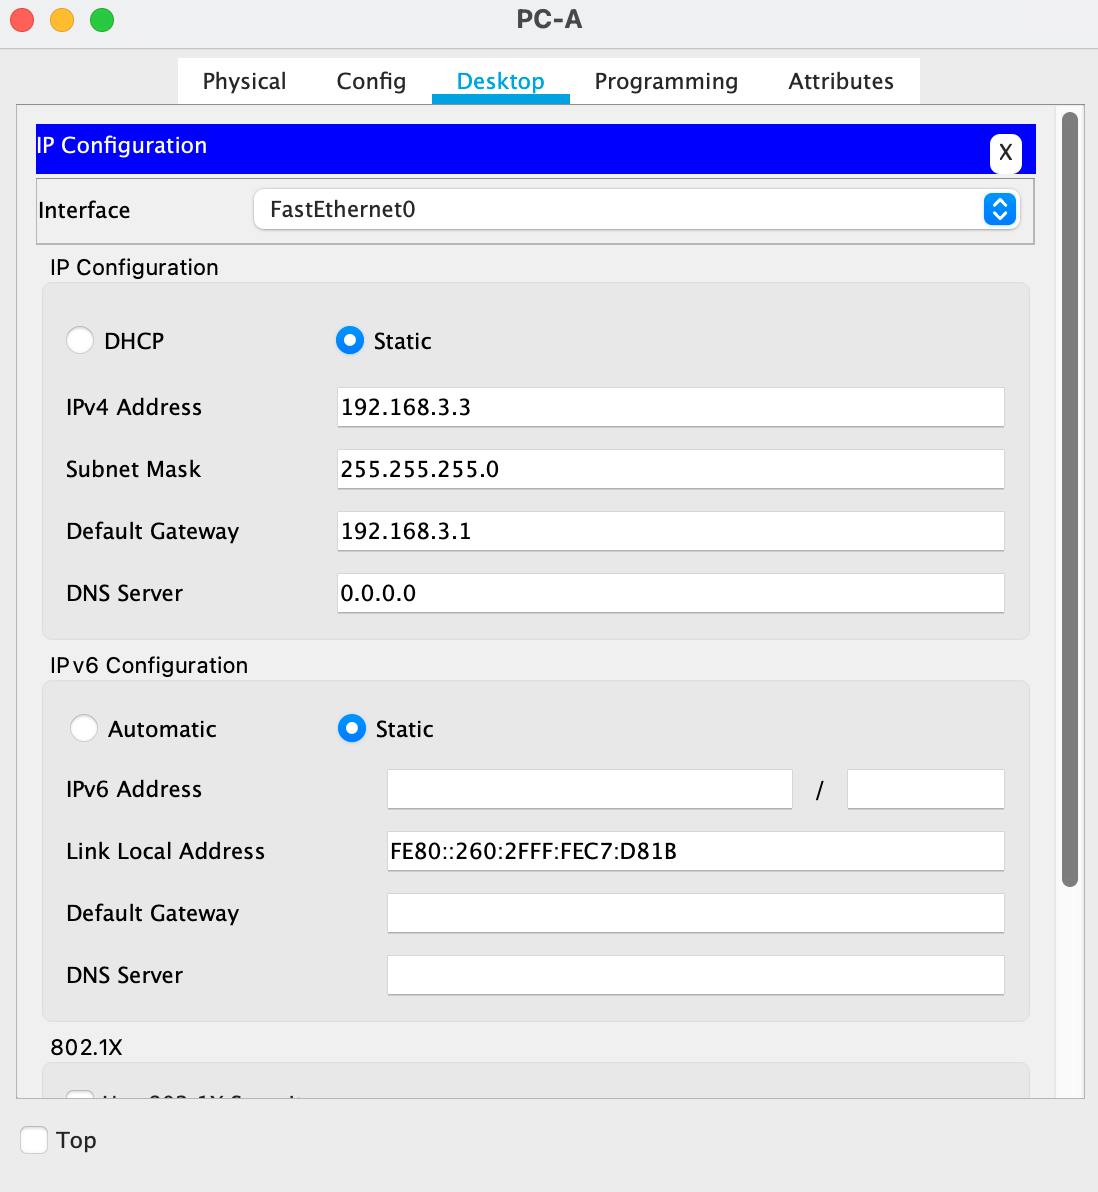 PC-A
Physical Config Desktop Programming Attributes
IP Configuration X
Interface FastEthernet0
IP Configuration
DHCP Static
IPv4 Address 192.168.3.3
Subnet Mask 255.255.255.0
Default Gateway 192.168.3.1
DNS Server 0.0.0.0
IPv6 Configuration
Automatic Static
IPv6 Address /
Link Local Address FE80::260:2FFF:FEC7:D81B
Default Gateway
DNS Server
802.1X
Top